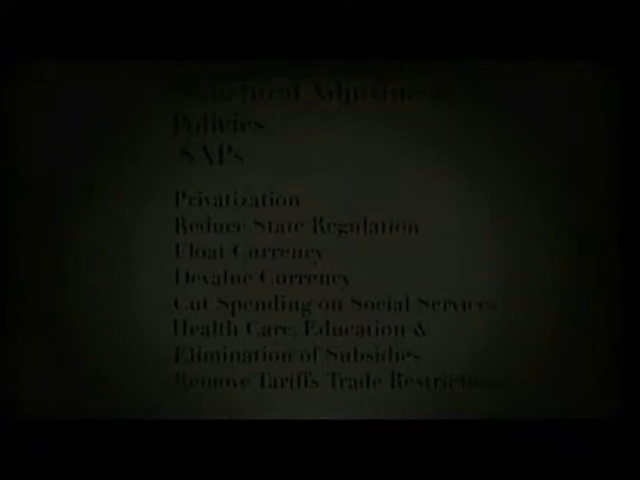 Structural Adjustment
Policies
SAPs
Privatization
Reduce State Regulation
Float Currency
Devalue Currency
Cut Spending on Social Services
Health Care, Education &
Elimination of Subsidies
Remove Tariffs Trade Restrictions